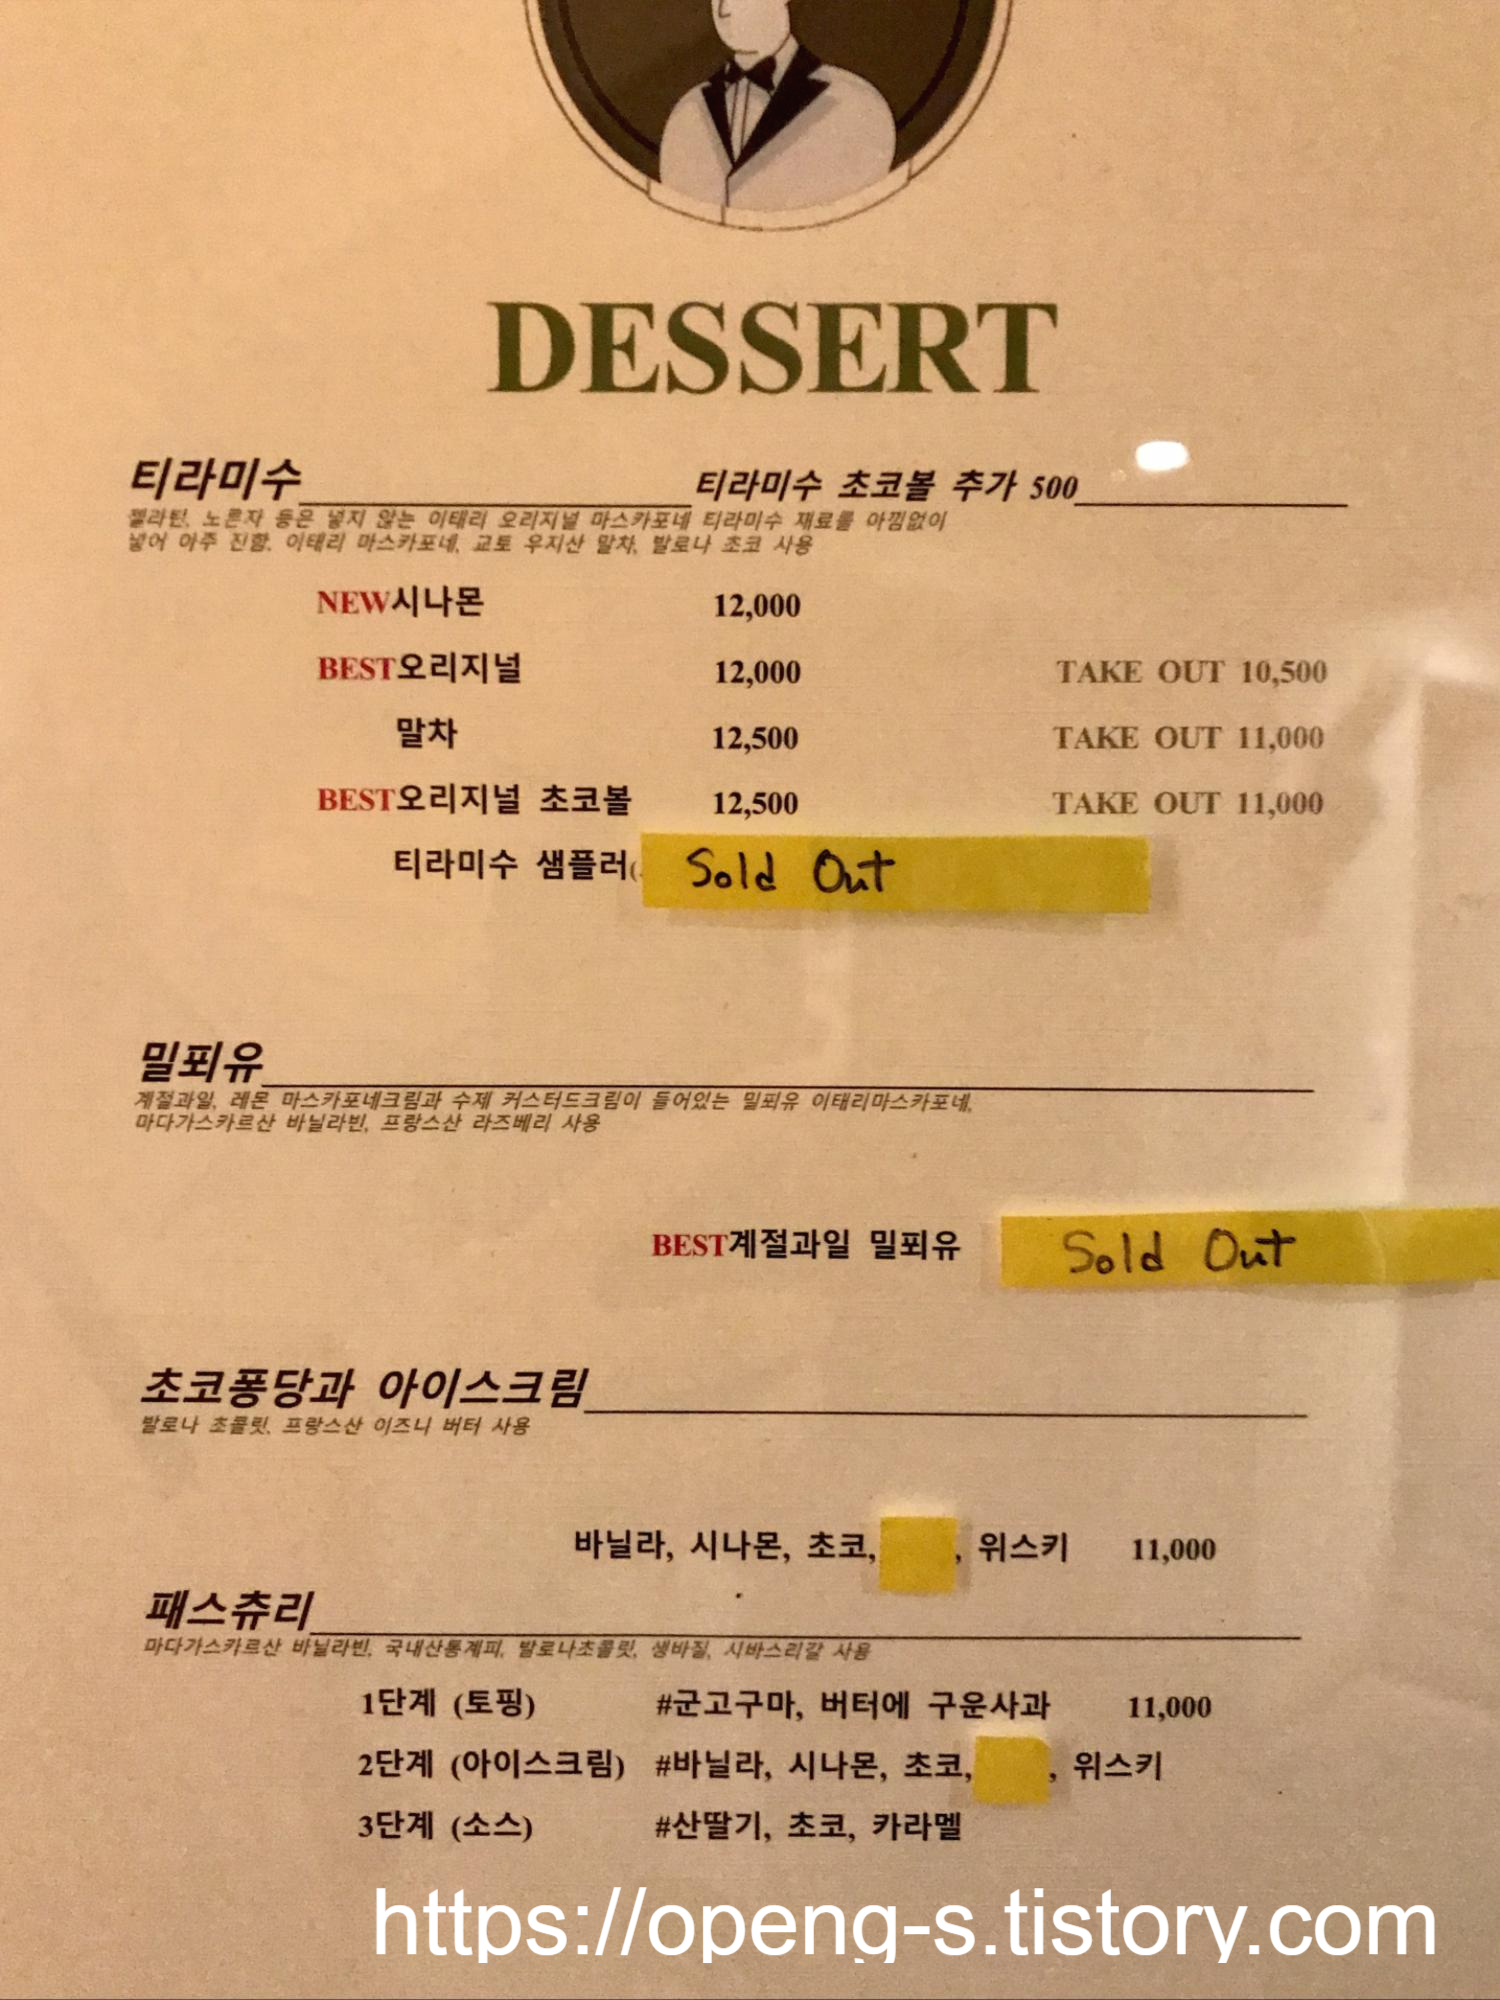 DESSERT
티라미수 티라미수 초코볼 추가 500
젤라틴, 노른자 등은 넣지 않는 이태리 오리지널 마스카포네 티라미수 재료를 아낌없이
넣어 아주 진함. 이태리 마스카포네, 교토 우지산 말차, 발로나 초코 사용
NEW시나몬 12,000
BEST오리지널 12,000 TAKE OUT 10,500
말차 12,500 TAKE OUT 11,000
BEST오리지널 초코볼 12,500 TAKE OUT 11,000
티라미수 샘플러( Sold Out
밀푀유
계절과일, 레몬 마스카포네크림과 수제 커스터드크림이 들어있는 밀푀유 이태리마스카포네,
마다가스카르산 바닐라빈, 프랑스산 라즈베리 사용
BEST계절과일 밀푀유 Sold Out
초코퐁당과 아이스크림
발로나 초콜릿, 프랑스산 이즈니 버터 사용
바닐라, 시나몬, 초코, , 위스키 11,000
패스츄리
마다가스카르산 바닐라빈, 국내산통계피, 발로나초콜릿, 생바질, 시바스리갈 사용
1단계 (토핑) #군고구마, 버터에 구운사과 11,000
2단계 (아이스크림) #바닐라, 시나몬, 초코, , 위스키
3단계 (소스) #산딸기, 초코, 카라멜
https://openg-s.tistory.com